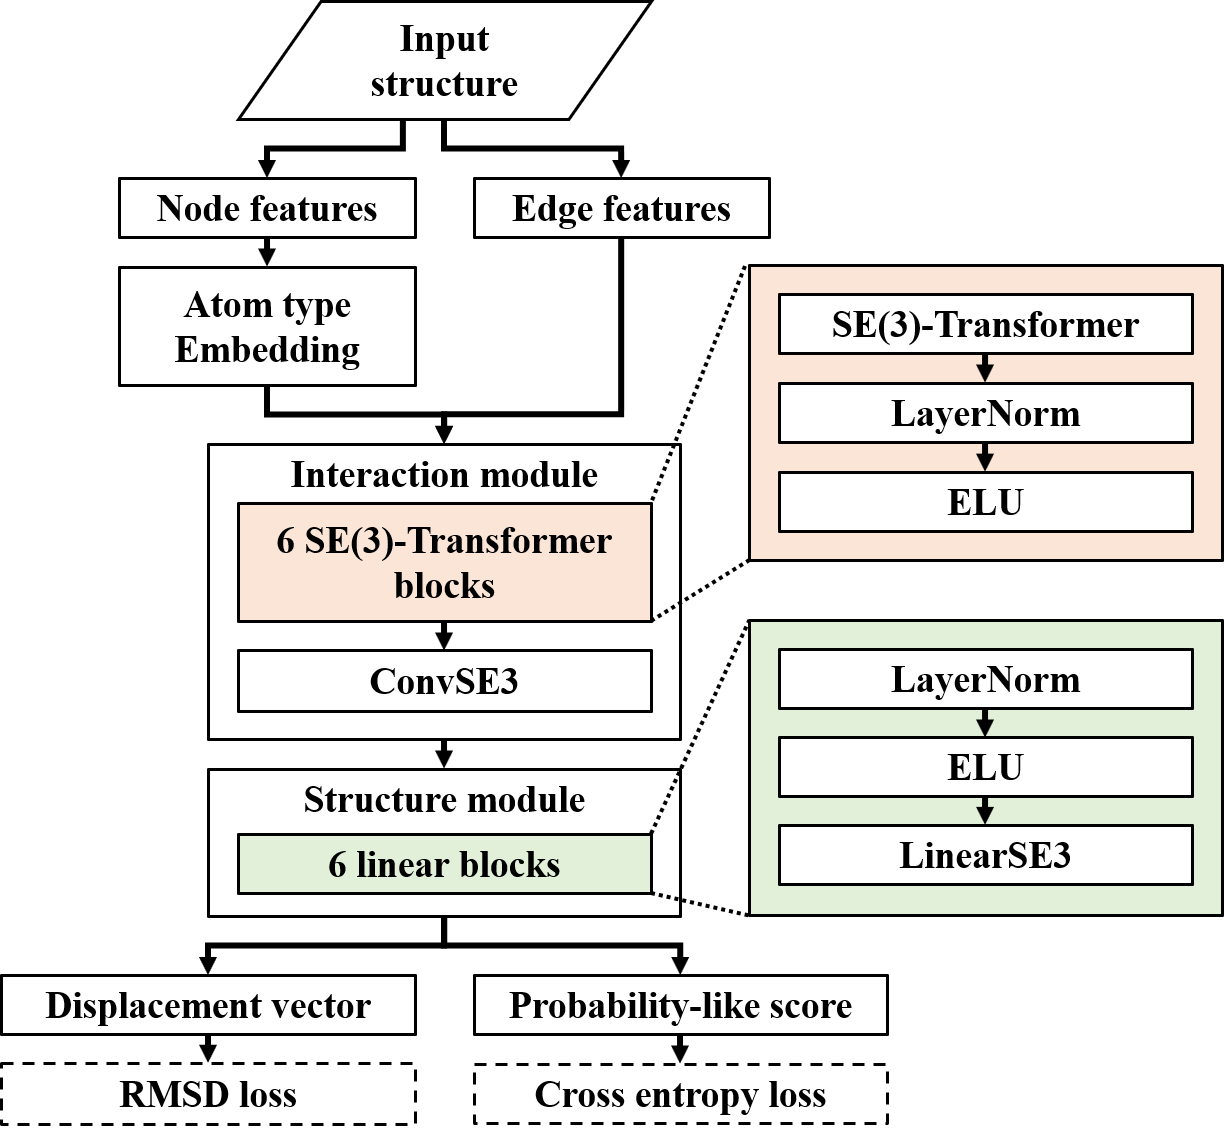 Input
structure
Node features
Edge features
Atom type
Embedding
Interaction module
6 SE(3)-Transformer
blocks
ConvSE3
SE(3)-Transformer
LayerNorm
ELU
Structure module
6 linear blocks
LayerNorm
ELU
LinearSE3
Displacement vector
Probability-like score
RMSD loss
Cross entropy loss